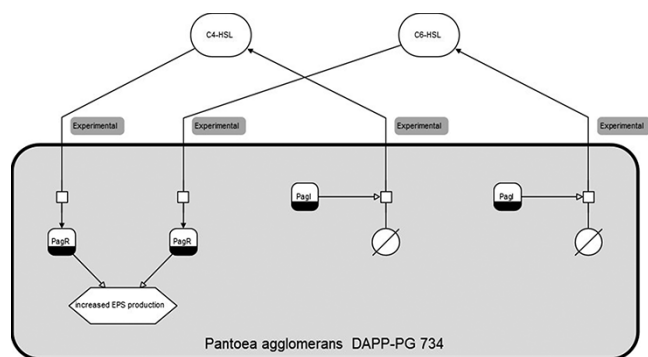 C4-HSL
C6-HSL
Experimental
Experimental
Experimental
Experimental
PagI
PagI
PagR
PagR
increased EPS production
Pantoea agglomerans DAPP-PG 734